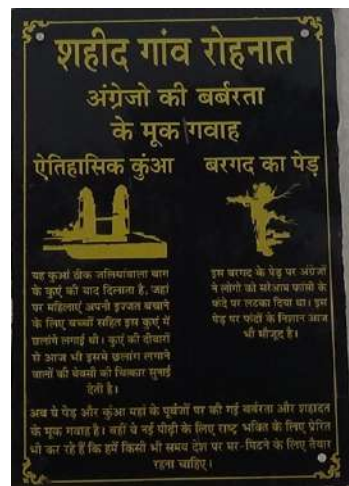 शहीद गांव रोहनात
अंग्रेजो की बर्बरता
के मूक गवाह
ऐतिहासिक कुंआ
बरगद का पेड़
यह कुआं ठीक जलियांवाला बाग
के कुएं की याद दिलाता है, जहां
पर महिलाएं अपनी इज्जत बचाने
के लिए बच्चों सहित इस कुएं में
छलांगे लगाई थी। कुएं की दीवारों
से आज भी इसमे छलांग लगाने
वालों की बेबसी की चित्कार सुनाई
देती है।
इस बरगद के पेड़ पर अंग्रेजों
ने लोगों को सरेआम फांसी के
फंदे पर लटका दिया था। इस
पेड़ पर फंदों के निशान आज
भी मौजूद है।
अब ये पेड़ और कुंआ यहां के पूर्वजों पर की गई बर्बरता और शहादत
के मूक गवाह है। वहीं ये नई पीढ़ी के लिए राष्ट्र भक्ति के लिए प्रेरित
भी कर रहे हैं कि हमें किसी भी समय देश पर मर-मिटने के लिए तैयार
रहना चाहिए।